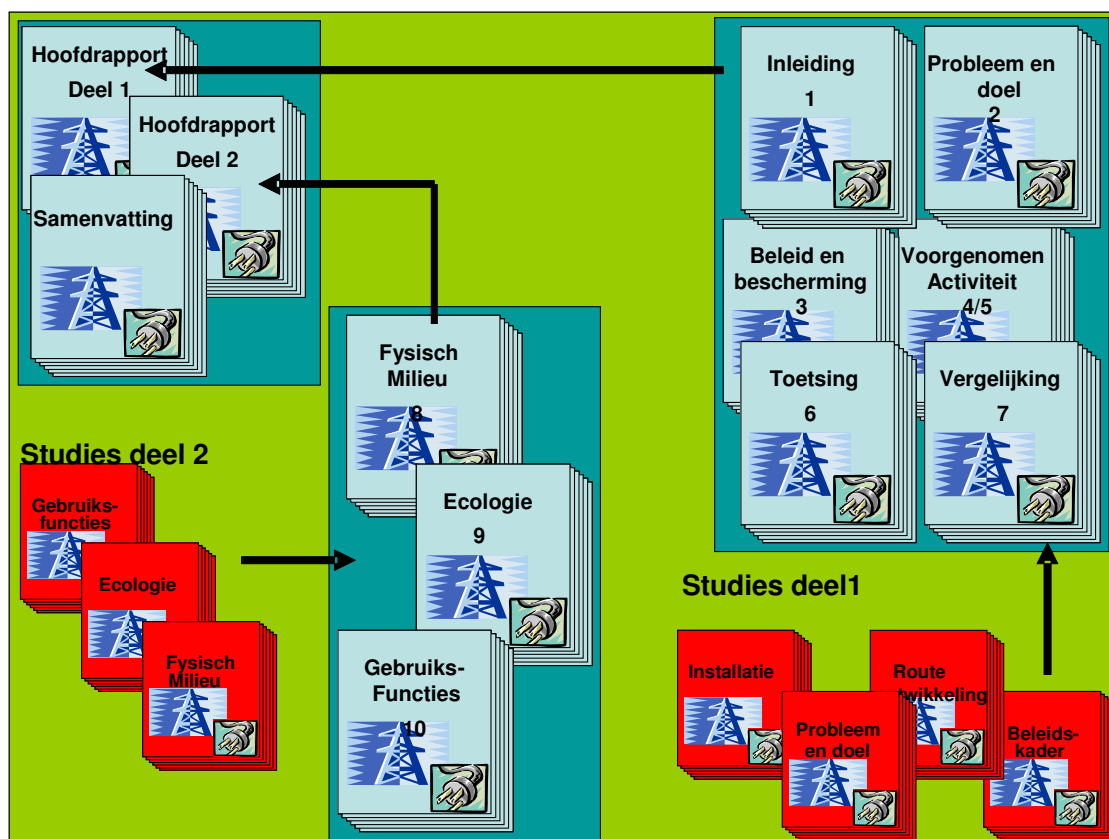 Hoofdrapport
Deel 1
Hoofdrapport
Deel 2
Samenvatting
Inleiding
1
Probleem en
doel
2
Beleid en
bescherming
3
Voorgenomen
Activiteit
4/5
Toetsing
6
Vergelijking
7
Fysisch
Milieu
8
Ecologie
9
Gebruiks-
Functies
10
Studies deel 2
Gebruiks-
functies
Ecologie
Fysisch
Milieu
Studies deel1
Installatie
Route
Probleem
en doel
Beleids-
kader